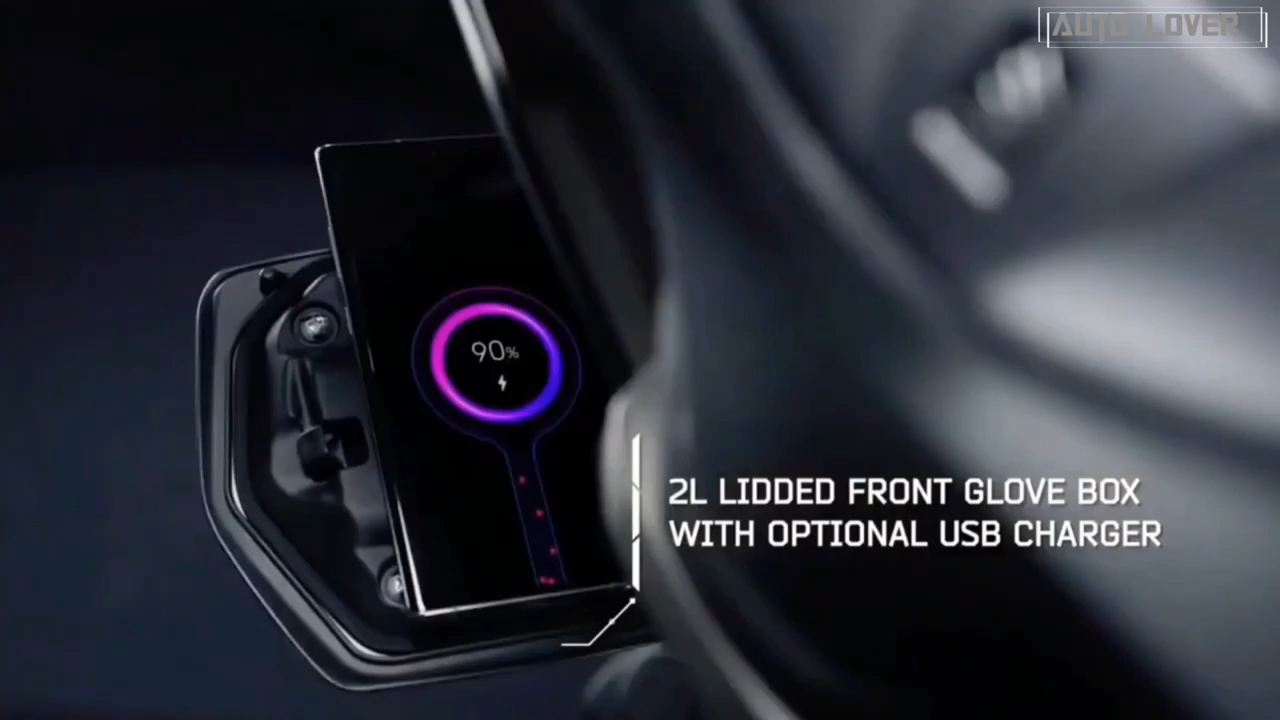 AUTO LOVER
90%
2L LIDDED FRONT GLOVE BOX
WITH OPTIONAL USB CHARGER